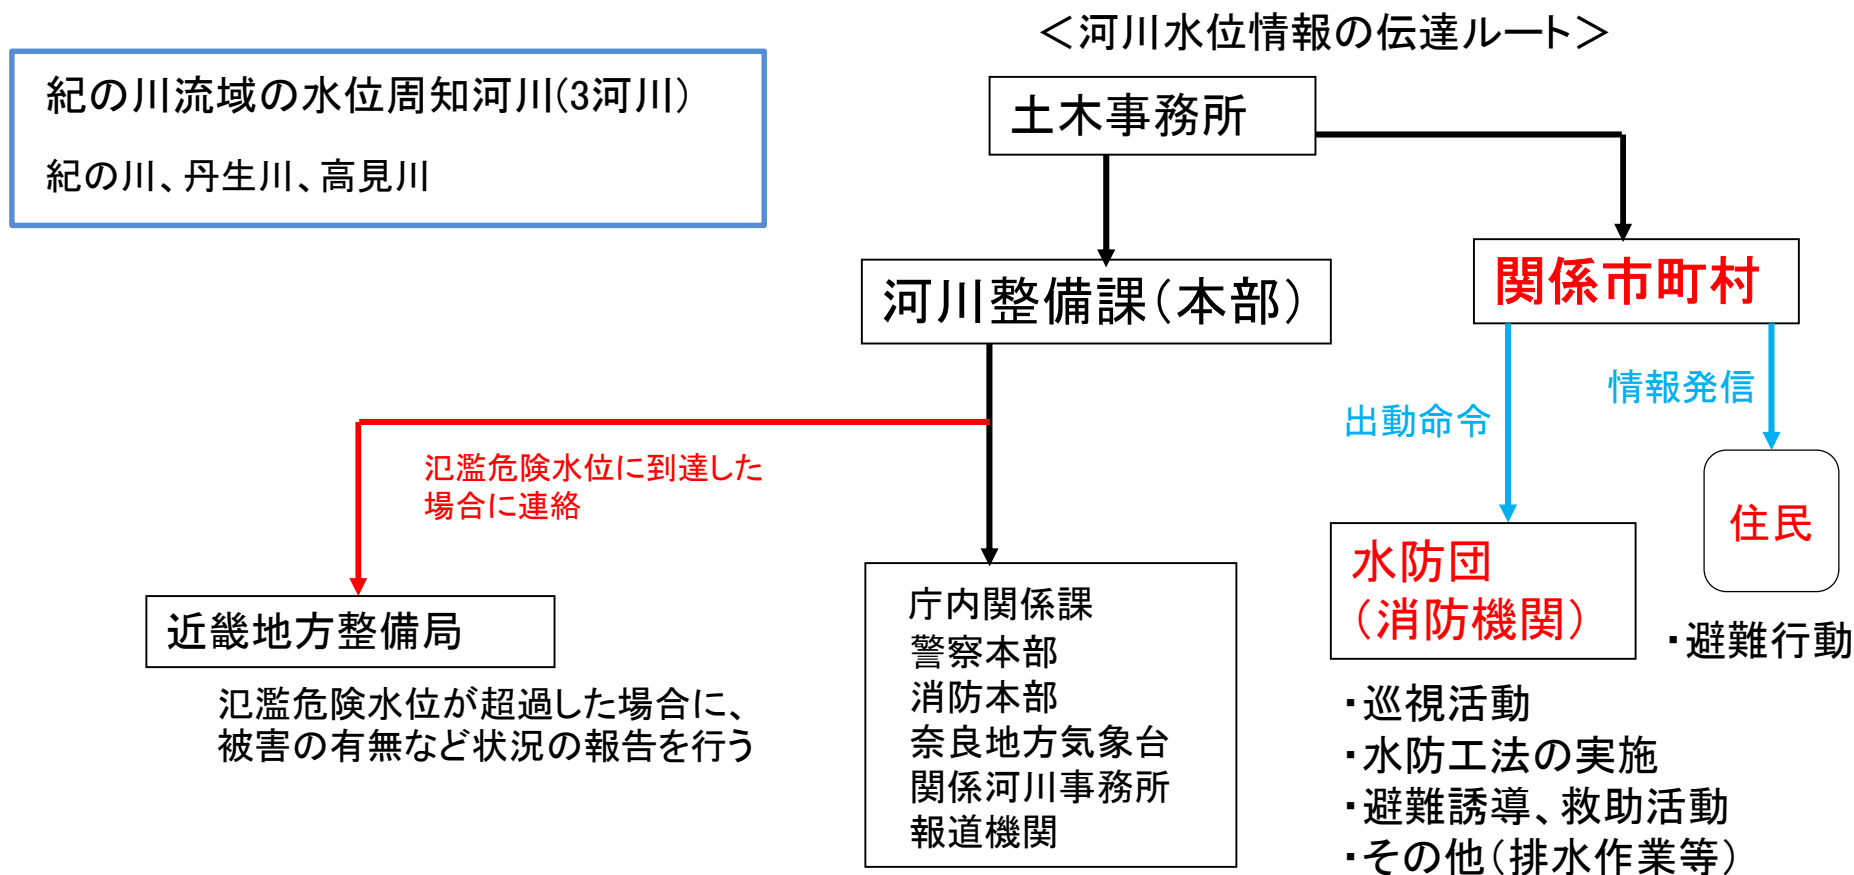 ＜河川水位情報の伝達ルート＞
紀の川流域の水位周知河川(3河川)
紀の川、丹生川、高見川
土木事務所
河川整備課(本部)
関係市町村
情報発信
出動命令
氾濫危険水位に到達した
場合に連絡
住民
水防団
(消防機関)
・避難行動
近畿地方整備局
氾濫危険水位が超過した場合に、
被害の有無など状況の報告を行う
庁内関係課
警察本部
消防本部
奈良地方気象台
関係河川事務所
報道機関
・巡視活動
・水防工法の実施
・避難誘導、救助活動
・その他(排水作業等)